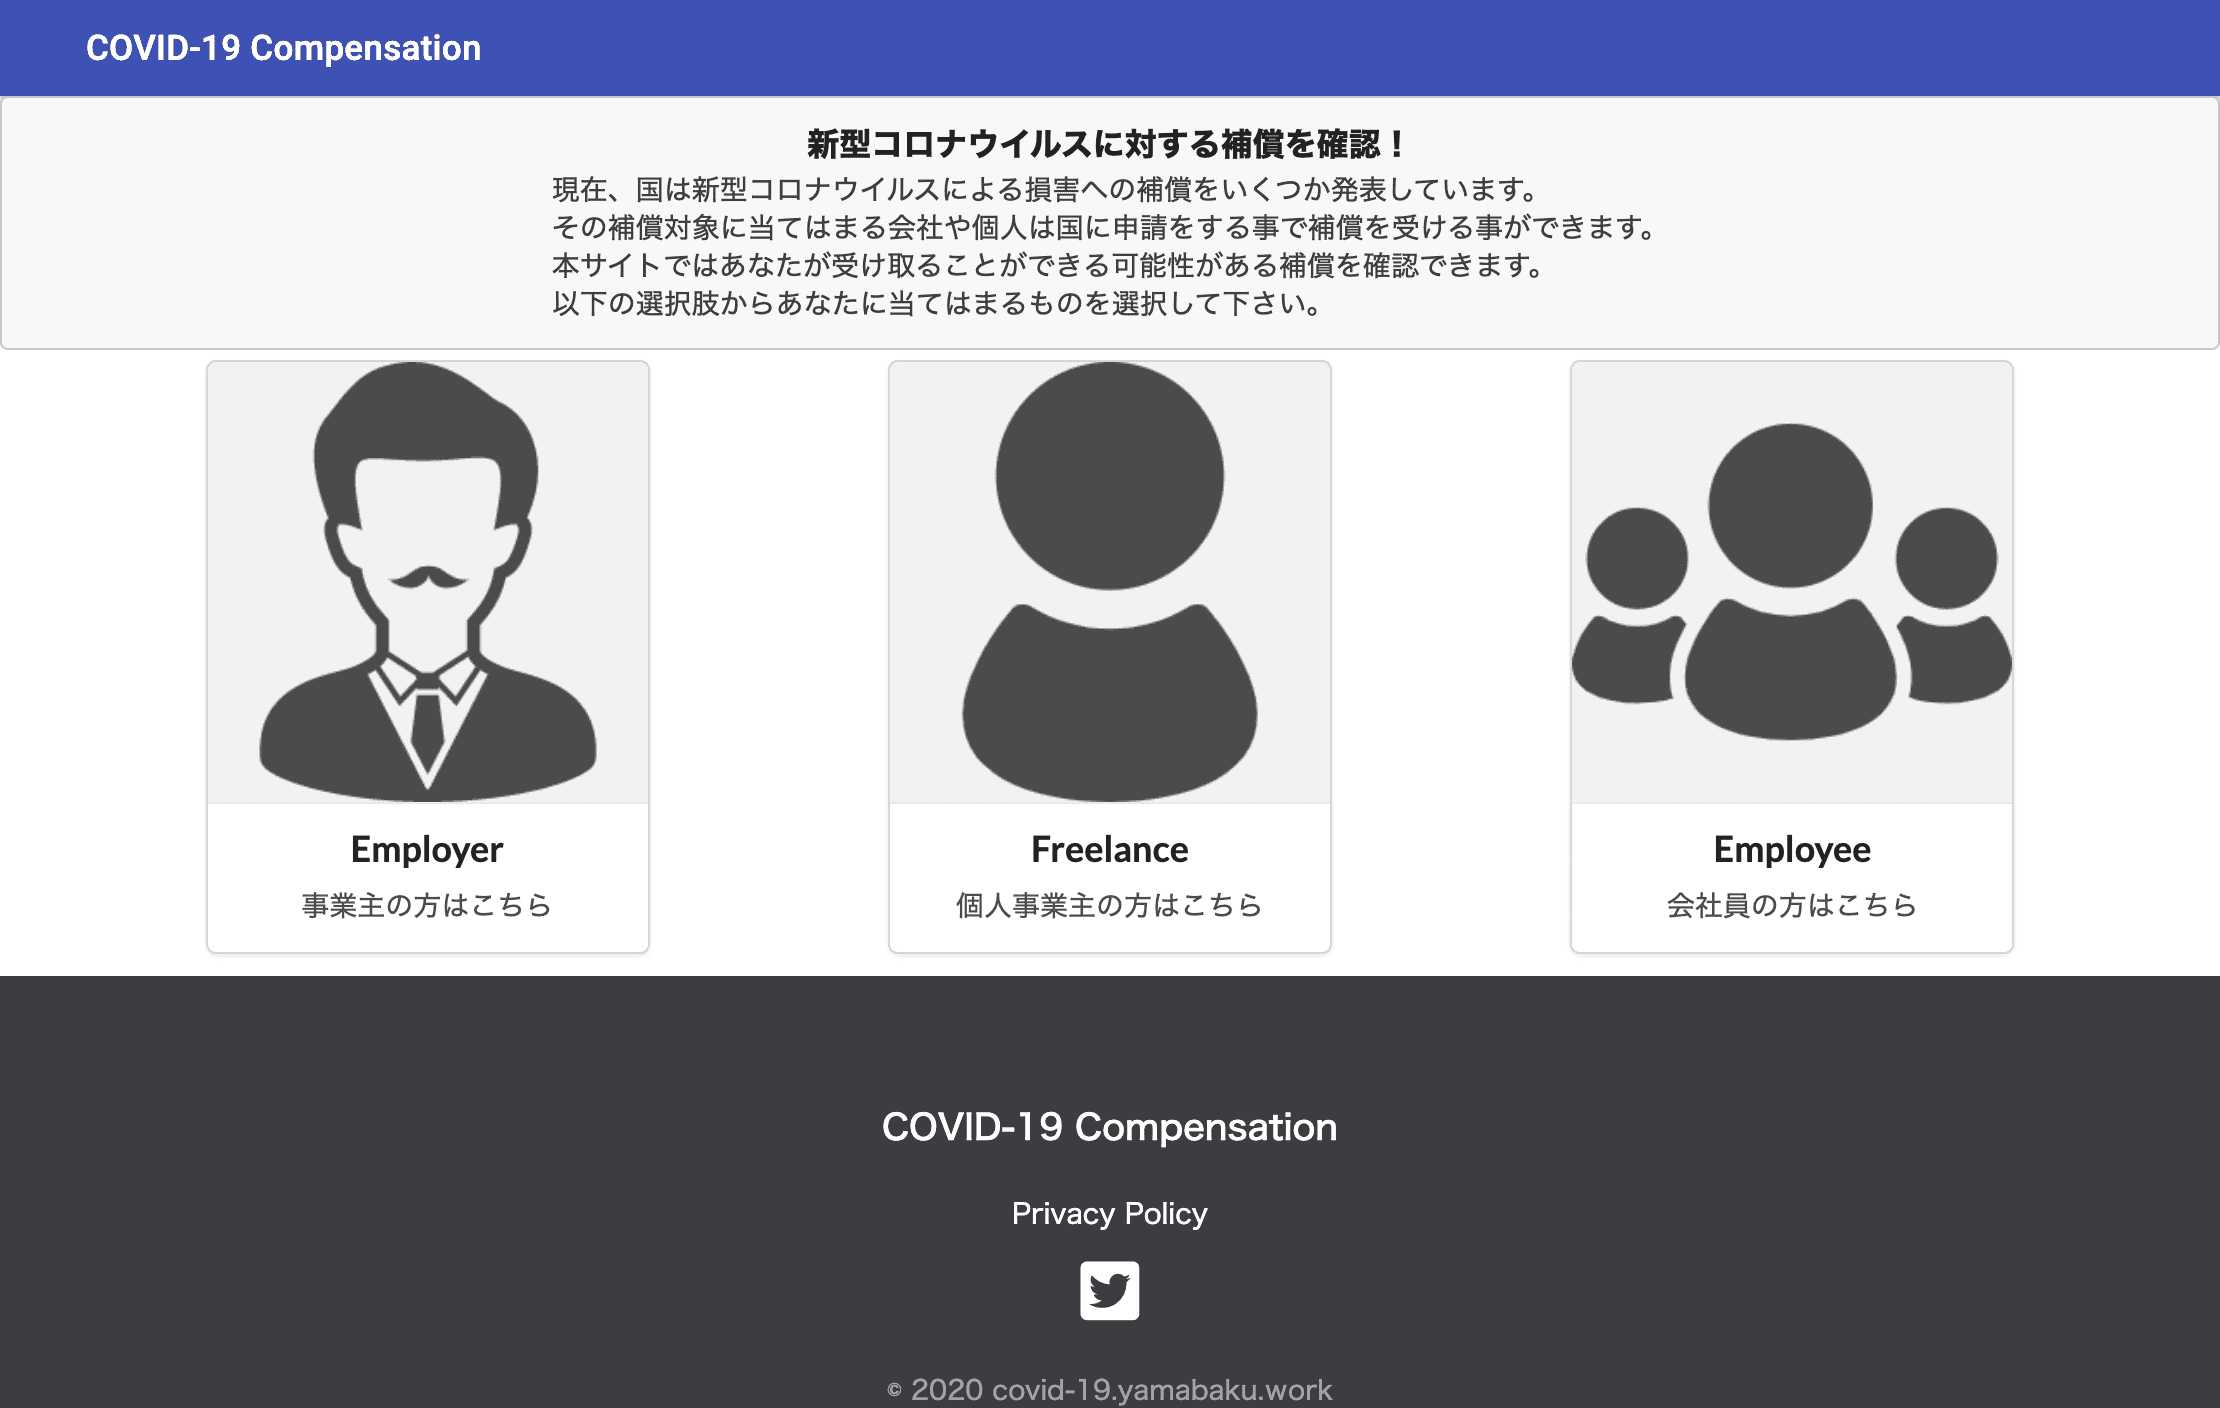 COVID-19 Compensation
新型コロナウイルスに対する補償を確認！
現在、国は新型コロナウイルスによる損害への補償をいくつか発表しています。
その補償対象に当てはまる会社や個人は国に申請をする事で補償を受ける事ができます。
本サイトではあなたが受け取ることができる可能性がある補償を確認できます。
以下の選択肢からあなたに当てはまるものを選択して下さい。
Employer
事業主の方はこちら
Freelance
個人事業主の方はこちら
Employee
会社員の方はこちら
COVID-19 Compensation
Privacy Policy
© 2020 covid-19.yamabaku.work